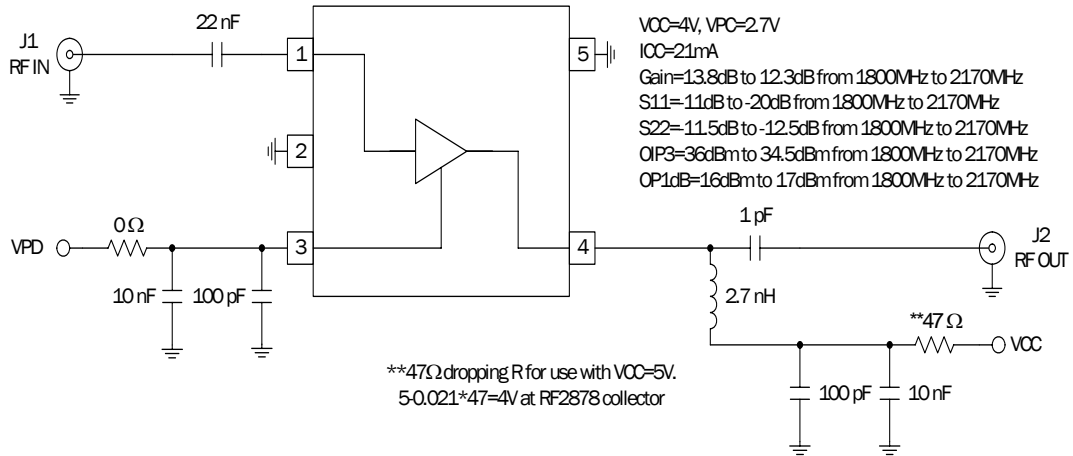 22 nF
J1
RF IN
1
2
3
VPD
0 Ω
10 nF
100 pF
5
4
VCC=4V, VPC=2.7V
ICC=21mA
Gain=13.8dB to 12.3dB from 1800MHz to 2170MHz
S11=-11dB to -20dB from 1800MHz to 2170MHz
S22=-11.5dB to -12.5dB from 1800MHz to 2170MHz
OIP3=36dBm to 34.5dBm from 1800MHz to 2170MHz
OP1dB=16dBm to 17dBm from 1800MHz to 2170MHz
1 pF
J2
RF OUT
2.7 nH
**47 Ω
VCC
100 pF
10 nF
**47Ω dropping R for use with VCC=5V.
5-0.021*47=4V at RF2878 collector